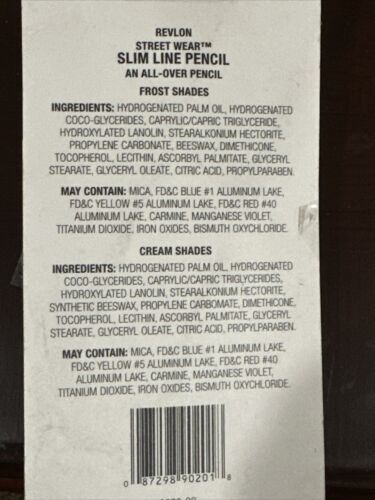 REVLON
STREET WEAR™
SLIM LINE PENCIL
AN ALL-OVER PENCIL
FROST SHADES
INGREDIENTS: HYDROGENATED PALM OIL, HYDROGENATED
COCO-GLYCERIDES, CAPRYLIC/CAPRIC TRIGLYCERIDE,
HYDROXYLATED LANOLIN, STEARALKONIUM HECTORITE,
PROPYLENE CARBONATE, BEESWAX, DIMETHICONE,
TOCOPHEROL, LECITHIN, ASCORBYL PALMITATE, GLYCERYL
STEARATE, GLYCERYL OLEATE, CITRIC ACID, PROPYLPARABEN.
MAY CONTAIN: MICA, FD&C BLUE #1 ALUMINUM LAKE,
FD&C YELLOW #5 ALUMINUM LAKE, FD&C RED #40
ALUMINUM LAKE, CARMINE, MANGANESE VIOLET,
TITANIUM DIOXIDE, IRON OXIDES, BISMUTH OXYCHLORIDE.
CREAM SHADES
INGREDIENTS: HYDROGENATED PALM OIL, HYDROGENATED
COCO-GLYCERIDES, CAPRYLIC/CAPRIC TRIGLYCERIDES,
HYDROXYLATED LANOLIN, STEARALKONIUM HECTORITE,
SYNTHETIC BEESWAX, PROPYLENE CARBOMATE, DIMETHICONE,
TOCOPHEROL, LECITHIN, ASCORBYL PALMITATE, GLYCERYL
STEARATE, GLYCERYL OLEATE, CITRIC ACID, PROPYLPARABEN.
MAY CONTAIN: MICA, FD&C BLUE #1 ALUMINUM LAKE,
FD&C YELLOW #5 ALUMINUM LAKE, FD&C RED #40
ALUMINUM LAKE, CARMINE, MANGANESE VIOLET,
TITANIUM DIOXIDE, IRON OXIDES, BISMUTH OXYCHLORIDE.
0 87298 90201 8